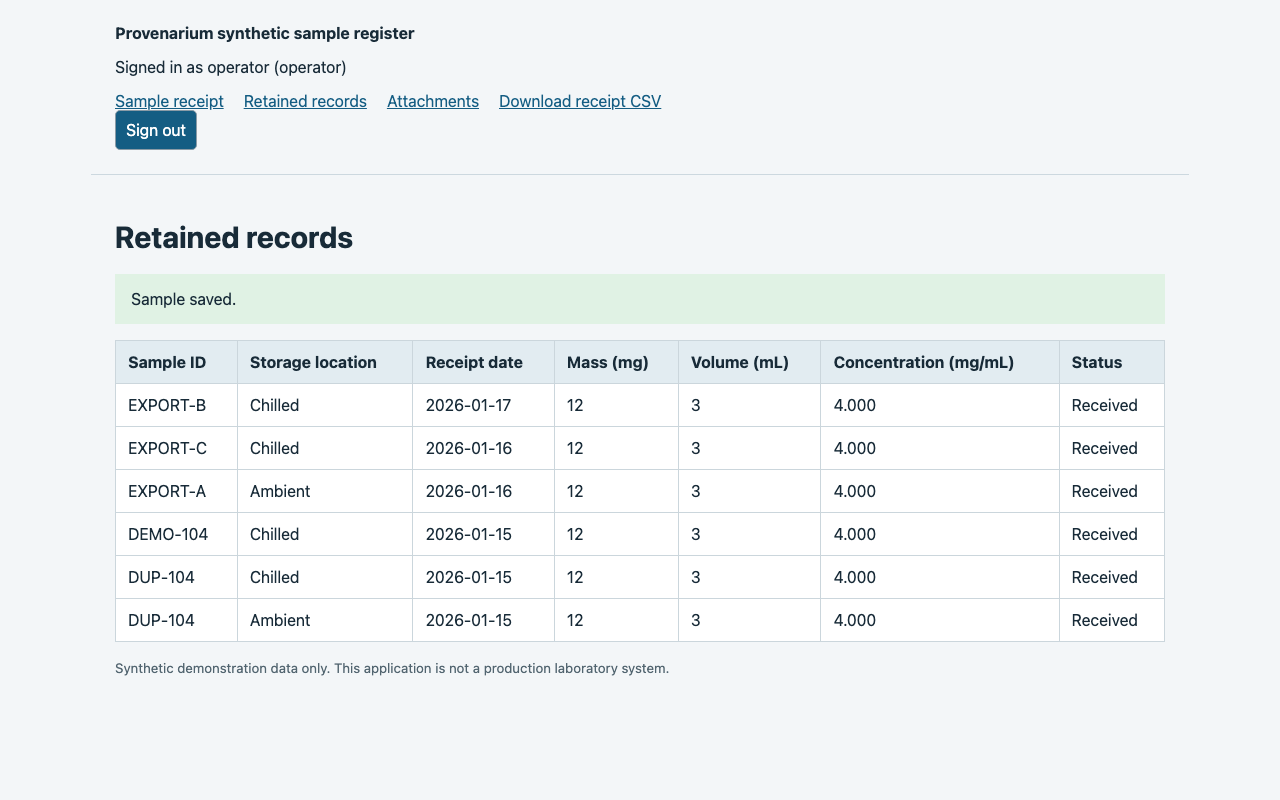 Provenarium synthetic sample register
Signed in as operator (operator)
Sample receipt Retained records Attachments Download receipt CSV
Sign out
Retained records
Sample saved.
Sample ID Storage location Receipt date Mass (mg) Volume (mL) Concentration (mg/mL) Status
EXPORT-B Chilled 2026-01-17 12 3 4.000 Received
EXPORT-C Chilled 2026-01-16 12 3 4.000 Received
EXPORT-A Ambient 2026-01-16 12 3 4.000 Received
DEMO-104 Chilled 2026-01-15 12 3 4.000 Received
DUP-104 Chilled 2026-01-15 12 3 4.000 Received
DUP-104 Ambient 2026-01-15 12 3 4.000 Received
Synthetic demonstration data only. This application is not a production laboratory system.